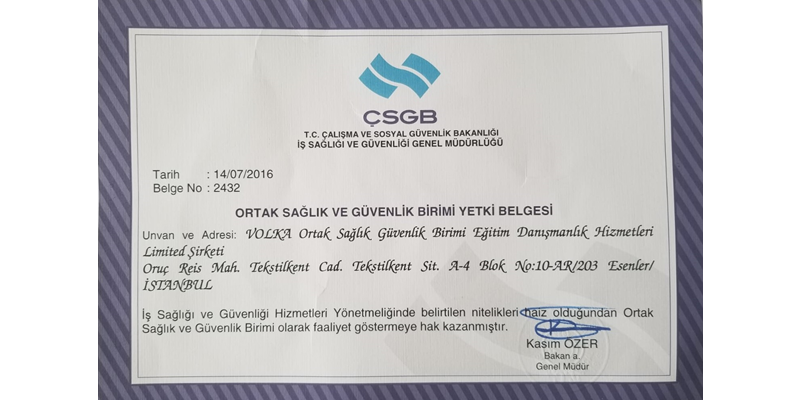 ÇSGB
T.C. ÇALIŞMA VE SOSYAL GÜVENLİK BAKANLIĞI
İŞ SAĞLIĞI VE GÜVENLİĞİ GENEL MÜDÜRLÜĞÜ
Tarih : 14/07/2016
Belge No : 2432
ORTAK SAĞLIK VE GÜVENLİK BİRİMİ YETKİ BELGESİ
Unvan ve Adresi: VOLKA Ortak Sağlık Güvenlik Birimi Eğitim Danışmanlık Hizmetleri
Limited Şirketi
Oruç Reis Mah. Tekstilkent Cad. Tekstilkent Sit. A-4 Blok No:10-AR/203 Esenler/
İSTANBUL
İş Sağlığı ve Güvenliği Hizmetleri Yönetmeliğinde belirtilen nitelikleri haiz olduğundan Ortak
Sağlık ve Güvenlik Birimi olarak faaliyet göstermeye hak kazanmıştır.
Kasım ÖZER
Bakan a.
Genel Müdür